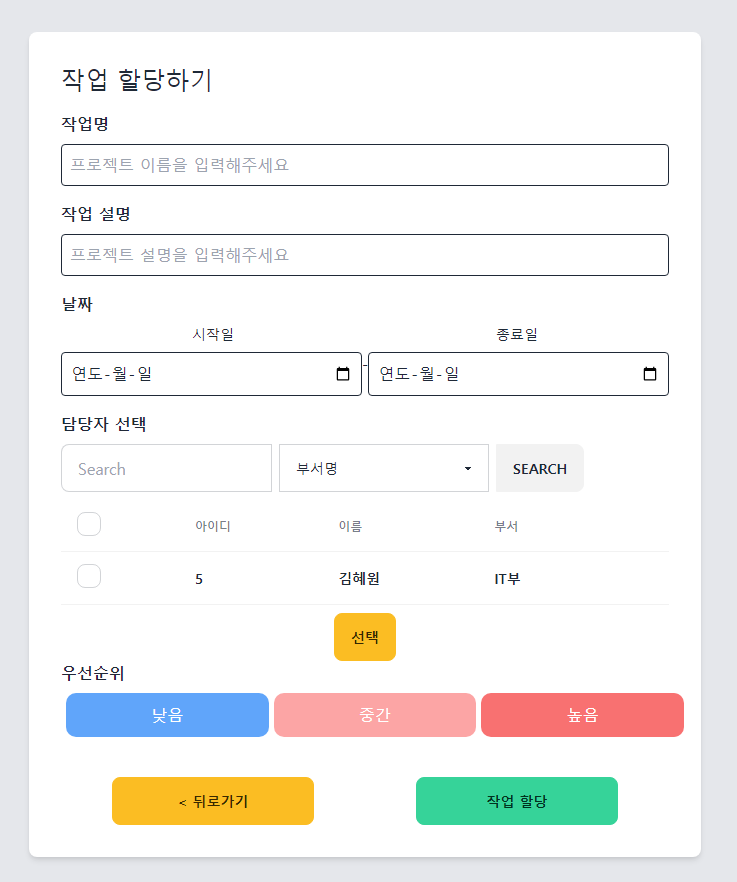 작업 할당하기
작업명
프로젝트 이름을 입력해주세요
작업 설명
프로젝트 설명을 입력해주세요
날짜
시작일 종료일
연도-월-일 - 연도-월-일
담당자 선택
Search 부서명 SEARCH
아이디 이름 부서
5 김혜원 IT부
선택
우선순위
낮음 중간 높음
< 뒤로가기 작업 할당